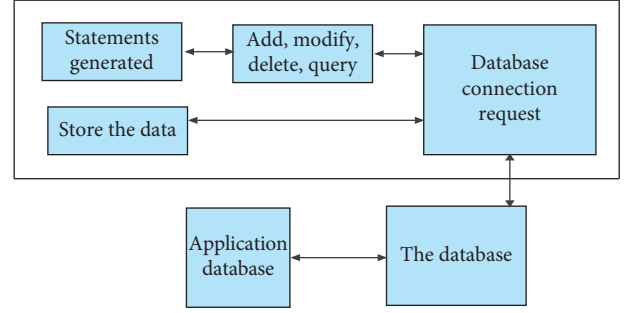 Statements
generated
Add, modify,
delete, query
Database
connection
request
Store the data
Application
database
The database